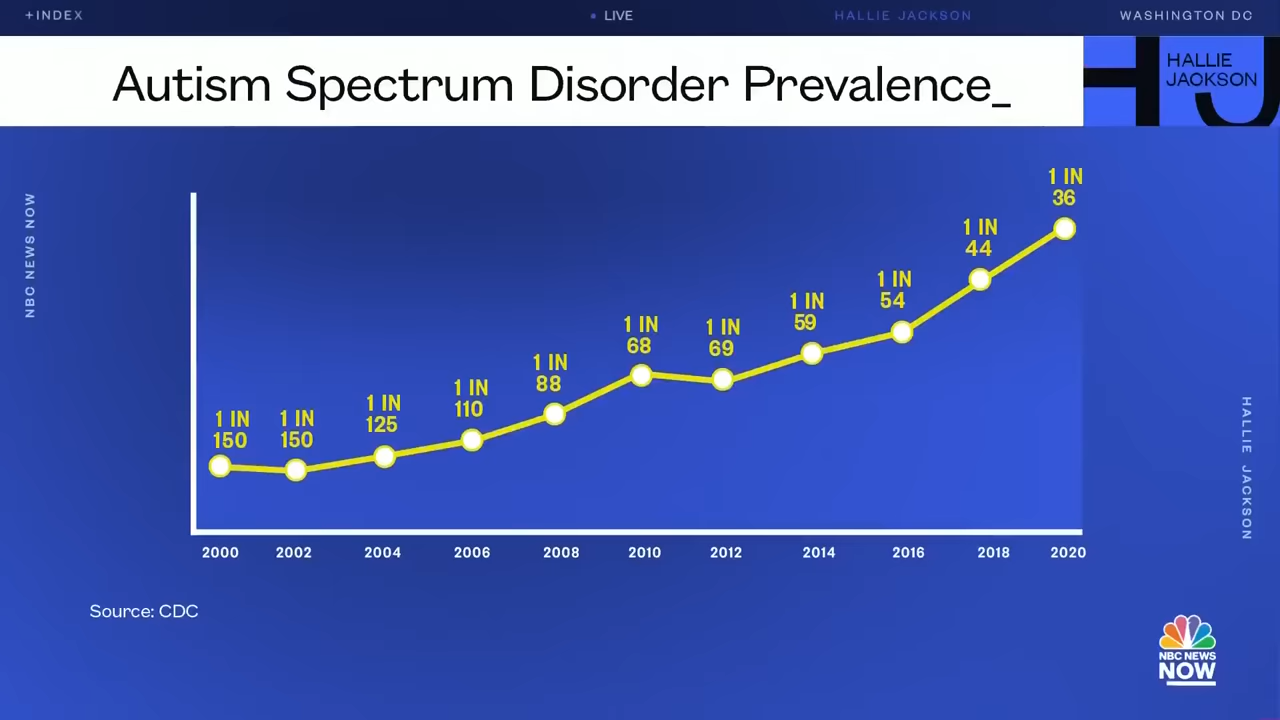 +INDEX
• LIVE
HALLIE JACKSON
WASHINGTON DC
Autism Spectrum Disorder Prevalence_
HJ
HALLIE
JACKSON
NBC NEWS NOW
1 IN
150
1 IN
150
1 IN
125
1 IN
110
1 IN
88
1 IN
68
1 IN
69
1 IN
59
1 IN
54
1 IN
44
1 IN
36
2000
2002
2004
2006
2008
2010
2012
2014
2016
2018
2020
HALLIE JACKSON
Source: CDC
NBC NEWS
NOW